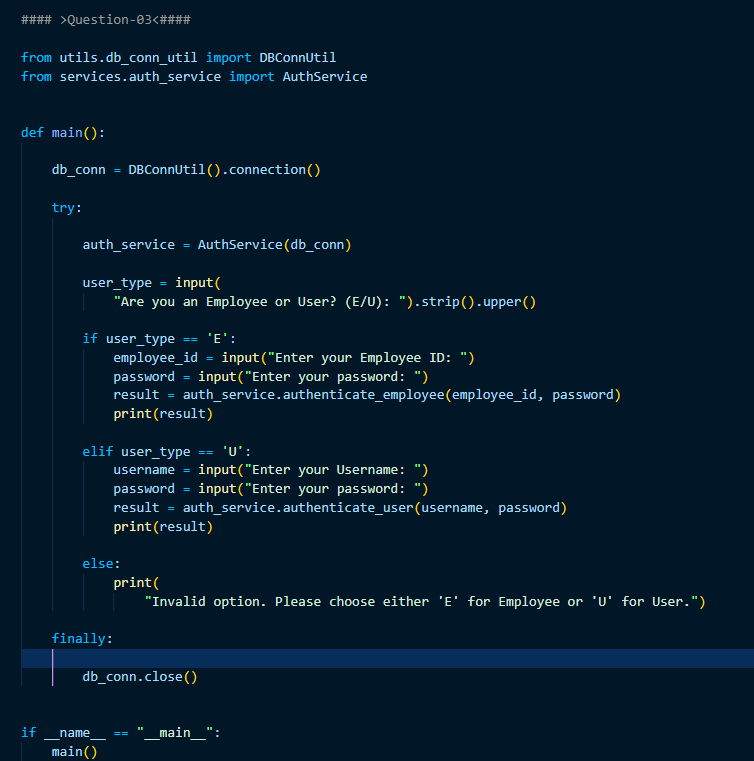 #### >Question-03<####
from utils.db_conn_util import DBConnUtil
from services.auth_service import AuthService
def main():
    db_conn = DBConnUtil().connection()
    try:
        auth_service = AuthService(db_conn)
        user_type = input(
            "Are you an Employee or User? (E/U): ").strip().upper()
        if user_type == 'E':
            employee_id = input("Enter your Employee ID: ")
            password = input("Enter your password: ")
            result = auth_service.authenticate_employee(employee_id, password)
            print(result)
        elif user_type == 'U':
            username = input("Enter your Username: ")
            password = input("Enter your password: ")
            result = auth_service.authenticate_user(username, password)
            print(result)
        else:
            print(
                "Invalid option. Please choose either 'E' for Employee or 'U' for User.")
    finally:
        db_conn.close()
if __name__ == "__main__":
    main()